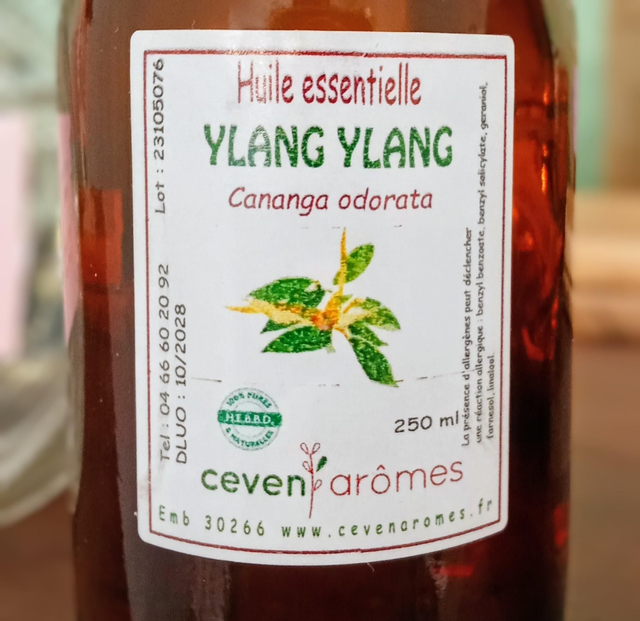 Huile essentielle
YLANG YLANG
Cananga odorata
Lot : 23105076
Tel : 04 66 60 20 92
DLUO : 10/2028
La présence d'allergènes peut déclencher
une réaction allergique : benzyl benzoate, benzyl salicylate, geraniol,
farnesol, linalool.
100% PURES
H.E.B.B.D.
& NATURELLES
250 ml
ceven arômes
Emb 30266 www.cevenaromes.fr